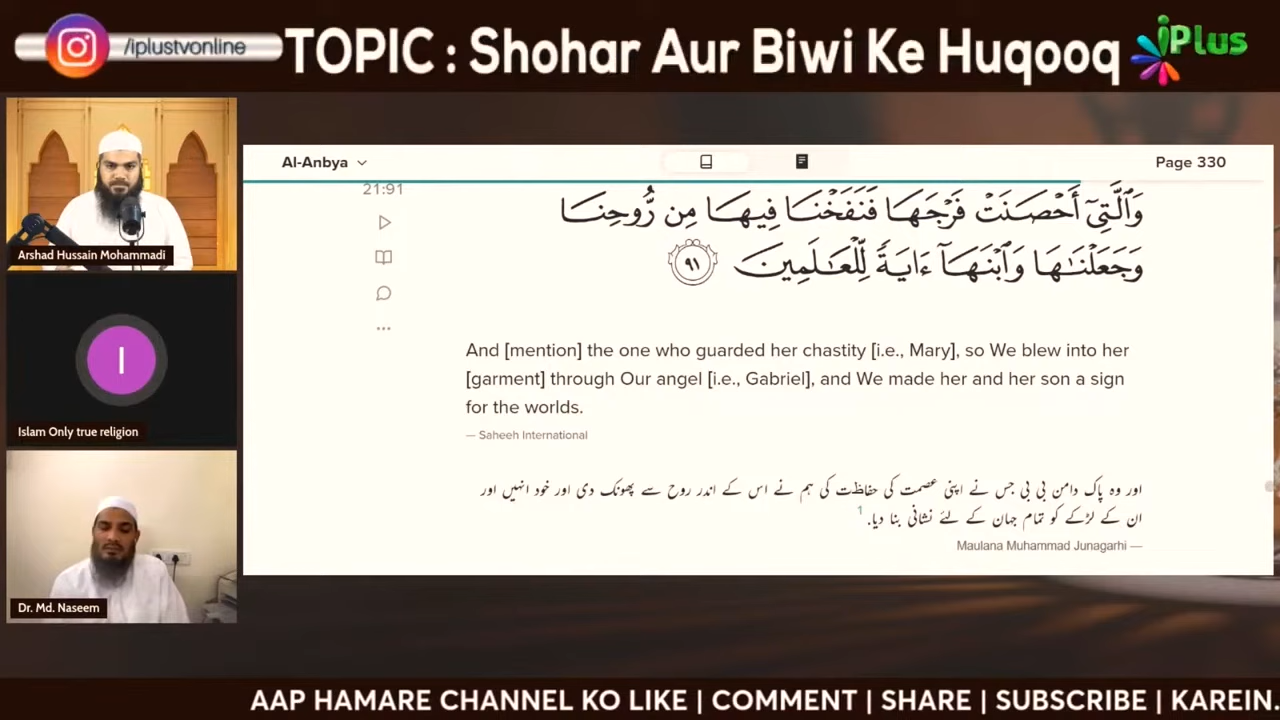 /iplustvonline
TOPIC : Shohar Aur Biwi Ke Huqooq
iPlus
Arshad Hussain Mohammadi
I
Islam Only true religion
Dr. Md. Naseem
Al-Anbya
Page 330
21:91
وَٱلَّتِىٓ أَحْصَنَتْ فَرْجَهَا فَنَفَخْنَا فِيهَا مِن رُّوحِنَا
وَجَعَلْنَـٰهَا وَٱبْنَهَآ ءَايَةً لِّلْعَـٰلَمِينَ ٩١
And [mention] the one who guarded her chastity [i.e., Mary], so We blew into her
[garment] through Our angel [i.e., Gabriel], and We made her and her son a sign
for the worlds.
— Saheeh International
اور وه پاک دامن بی بی جس نے اپنی عصمت کی حفاﻇت کی ہم نے اس کے اندر روح سے پھونک دی اور خود انہیں اور
ان کے لڑکے کو تمام جہان کے لئے نشانی بنا دیا. 1
Maulana Muhammad Junagarhi —
AAP HAMARE CHANNEL KO LIKE | COMMENT | SHARE | SUBSCRIBE | KAREIN.